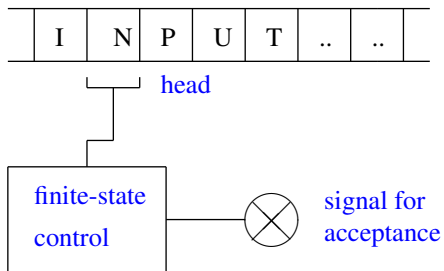 I N P U T .. ..
head
finite-state
control
signal for
acceptance